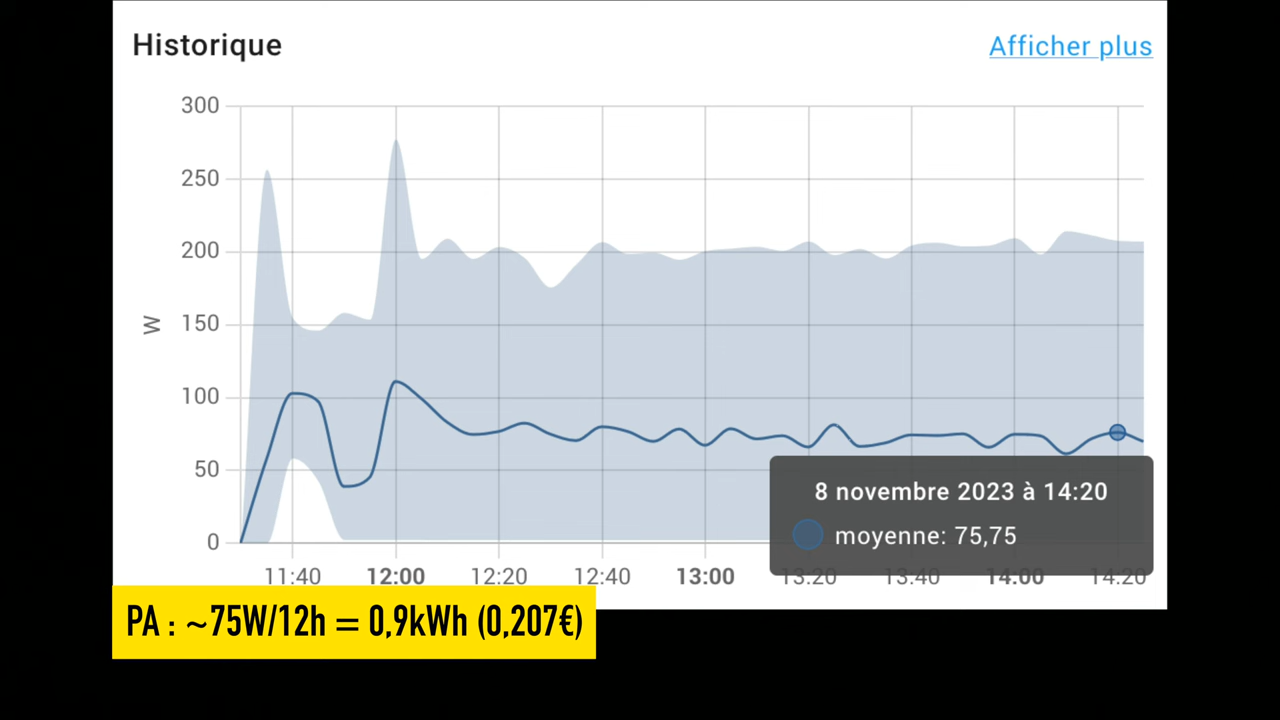 Historique
Afficher plus
300
250
200
150
100
50
0
W
8 novembre 2023 à 14:20
moyenne: 75,75
11:40 12:00 12:20 12:40 13:00 13:20 13:40 14:00 14:20
PA : ~75W/12h = 0,9kWh (0,207€)